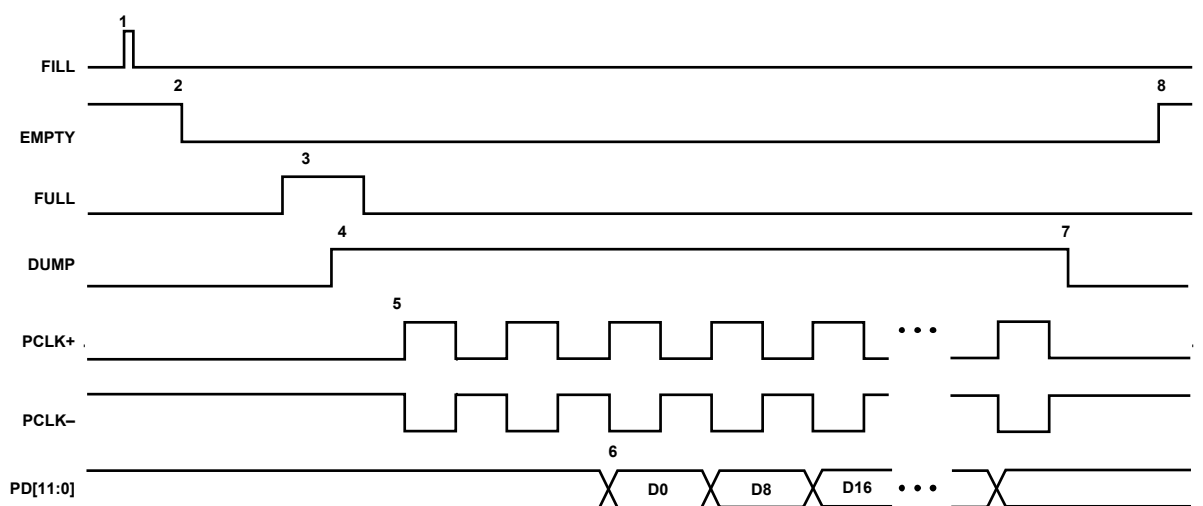 1
FILL
2
8
EMPTY
3
FULL
4
7
DUMP
5
PCLK+
PCLK–
6
PD[11:0]
D0
D8
D16